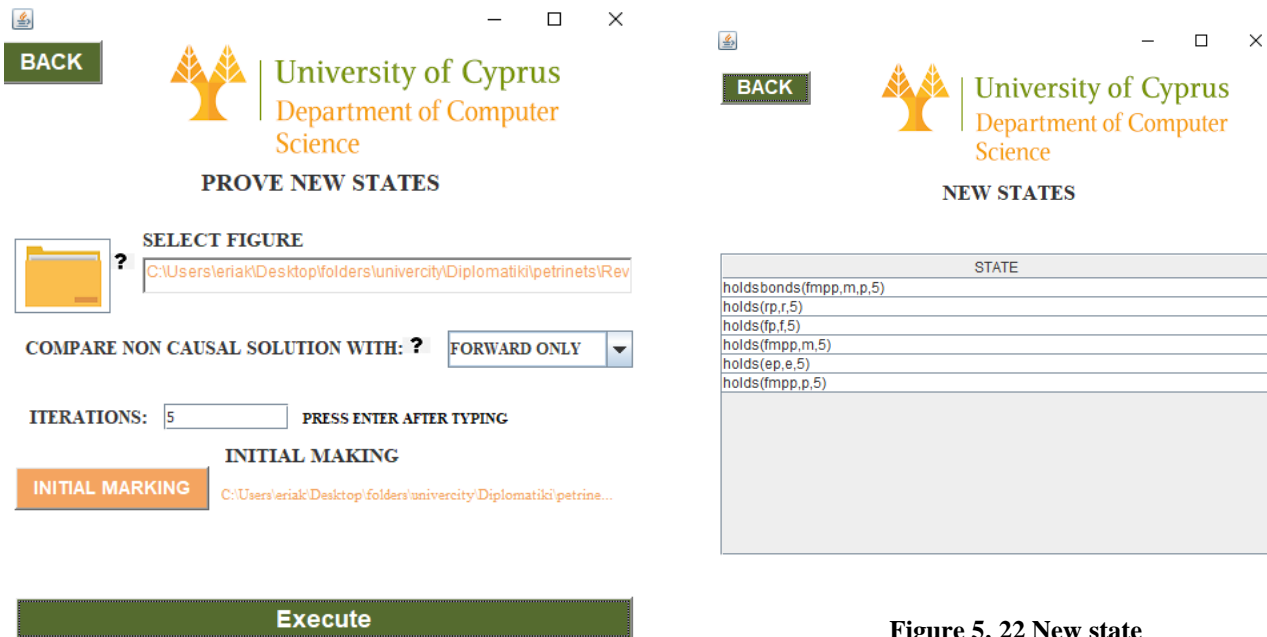 BACK
University of Cyprus
Department of Computer
Science
PROVE NEW STATES
SELECT FIGURE
?
C:\Users\eriak\Desktop\folders\univercity\Diplomatiki\petrinets\Rev
COMPARE NON CAUSAL SOLUTION WITH: ? FORWARD ONLY
ITERATIONS: 5 PRESS ENTER AFTER TYPING
INITIAL MAKING
INITIAL MARKING C:\Users\eriak\Desktop\folders\univercity\Diplomatiki\petrine...
Execute
BACK
University of Cyprus
Department of Computer
Science
NEW STATES
STATE
holdsbonds(fmpp,m,p,5)
holds(rp,r,5)
holds(fp,f,5)
holds(fmpp,m,5)
holds(ep,e,5)
holds(fmpp,p,5)
Figure 5. 22 New state